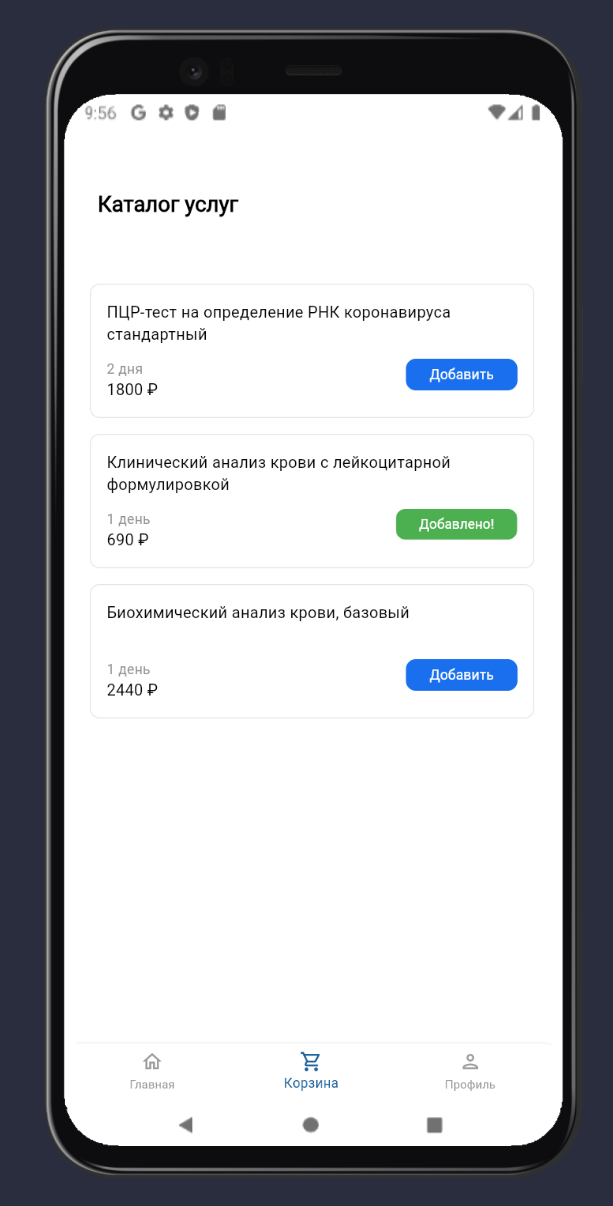 9:56
Каталог услуг
ПЦР-тест на определение РНК коронавируса
стандартный
2 дня
1800 ₽
Добавить
Клинический анализ крови с лейкоцитарной
формулировкой
1 день
690 ₽
Добавлено!
Биохимический анализ крови, базовый
1 день
2440 ₽
Добавить
Главная
Корзина
Профиль